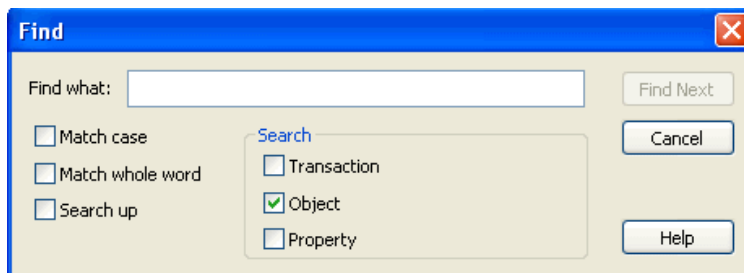 Find
Find what:
Find Next
Match case
Match whole word
Search up
Search
Transaction
Object
Property
Cancel
Help